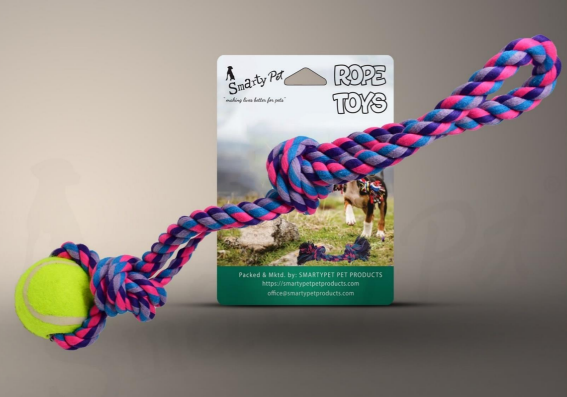 Smarty Pet
"making lives better for pets"
ROPE
TOYS
Packed & Mktd. by: SMARTYPET PET PRODUCTS
https://smartypetpetproducts.com
office@smartypetproducts.com